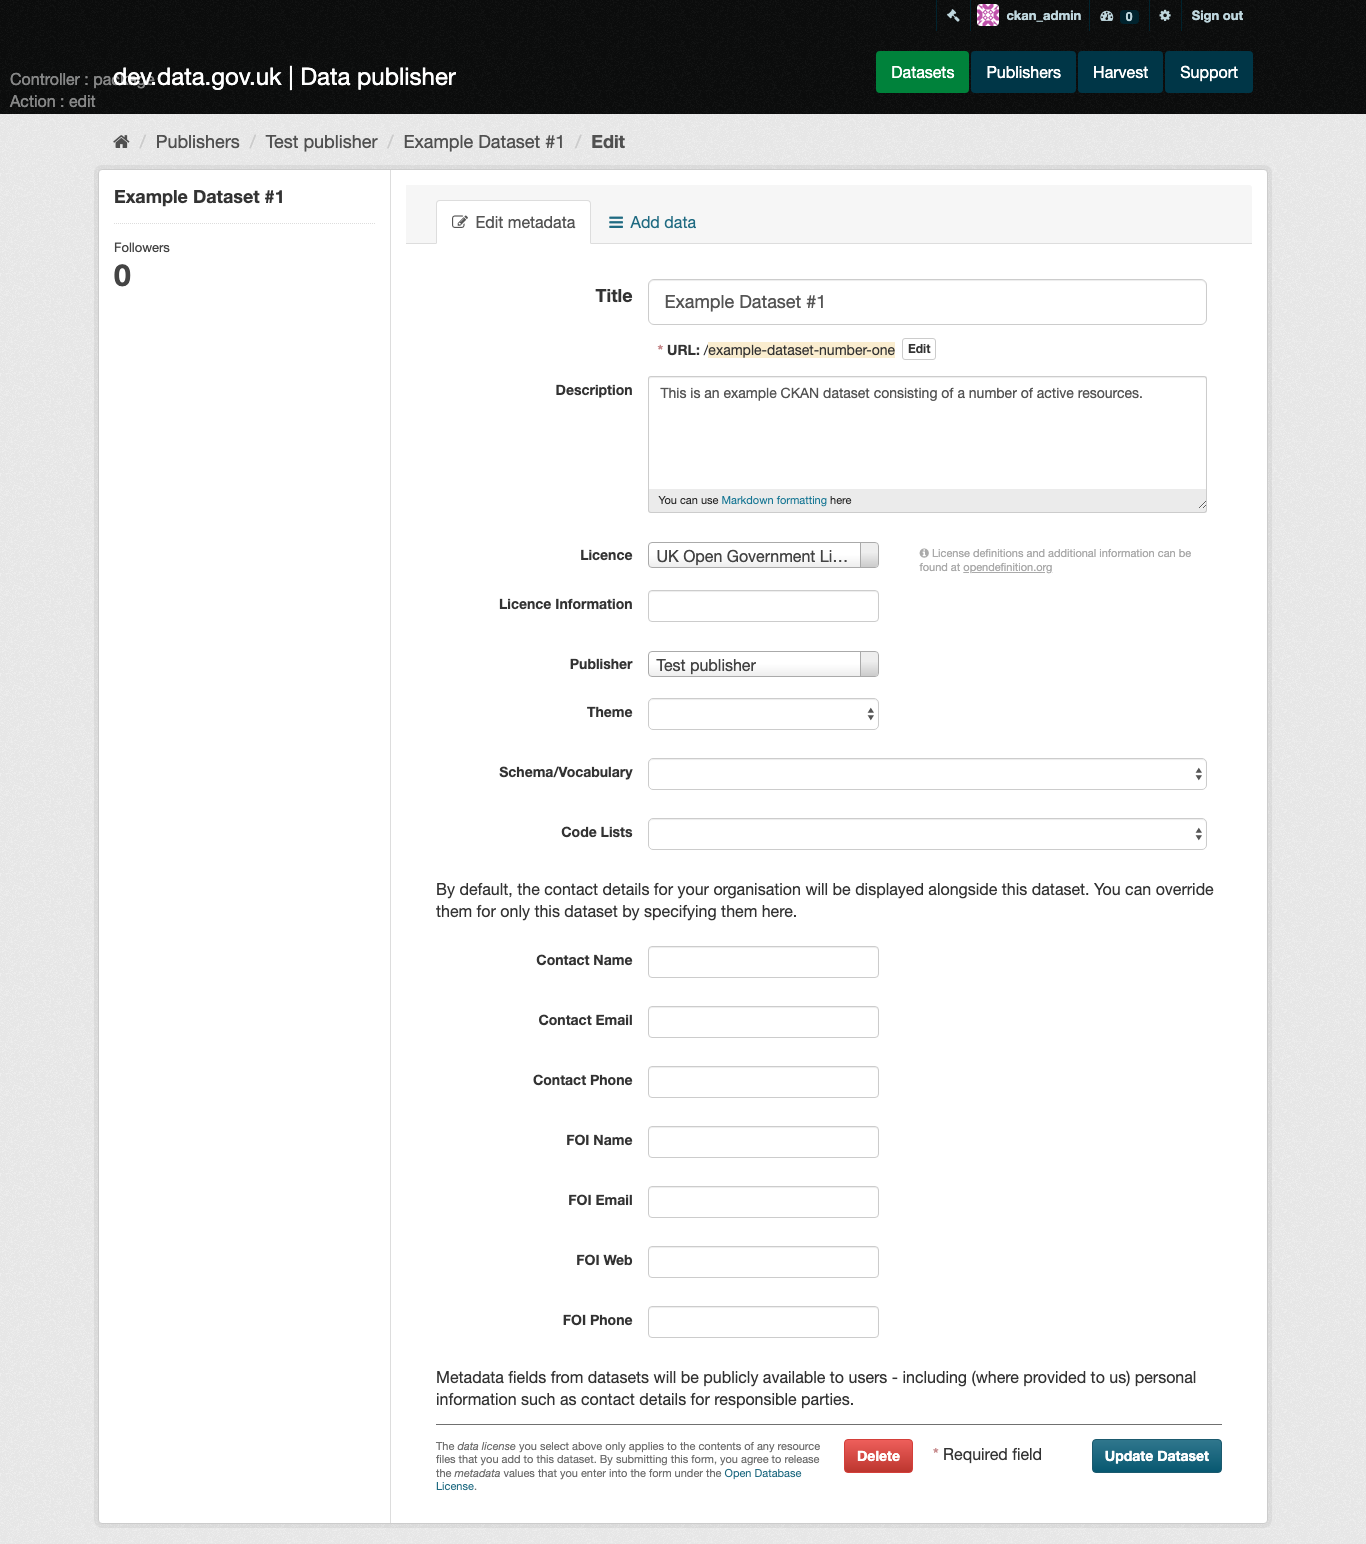 ckan_admin 0 Sign out
Controller : package
dev.data.gov.uk | Data publisher
Action : edit
Datasets Publishers Harvest Support
/ Publishers / Test publisher / Example Dataset #1 / Edit
Example Dataset #1
Followers
0
Edit metadata Add data
Title Example Dataset #1
* URL: /example-dataset-number-one Edit
Description This is an example CKAN dataset consisting of a number of active resources.
You can use Markdown formatting here
Licence UK Open Government Li...
License definitions and additional information can be
found at opendefinition.org
Licence Information
Publisher Test publisher
Theme
Schema/Vocabulary
Code Lists
By default, the contact details for your organisation will be displayed alongside this dataset. You can override
them for only this dataset by specifying them here.
Contact Name
Contact Email
Contact Phone
FOI Name
FOI Email
FOI Web
FOI Phone
Metadata fields from datasets will be publicly available to users - including (where provided to us) personal
information such as contact details for responsible parties.
The data license you select above only applies to the contents of any resource
files that you add to this dataset. By submitting this form, you agree to release
the metadata values that you enter into the form under the Open Database
License.
Delete * Required field Update Dataset